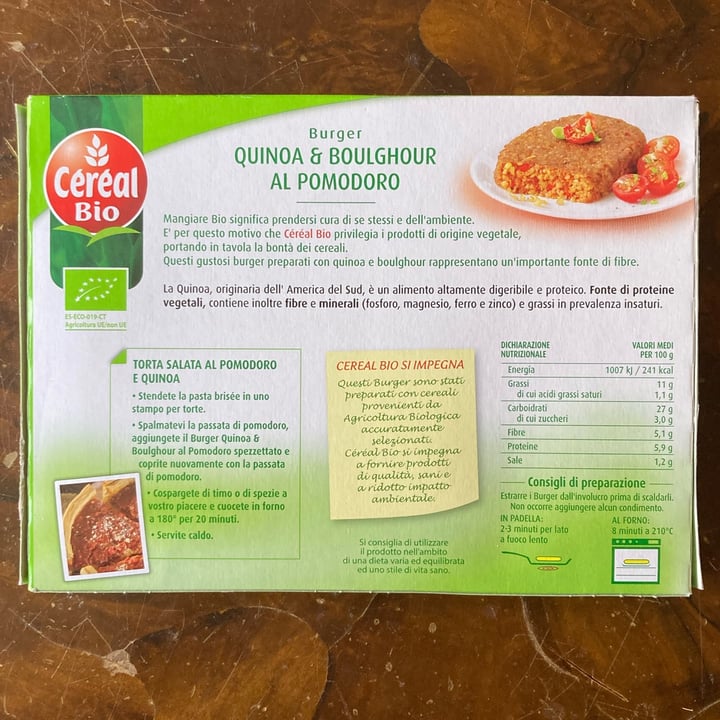 Burger
QUINOA & BOULGHOUR
AL POMODORO
Céréal
Bio
Mangiare Bio significa prendersi cura di se stessi e dell'ambiente.
E' per questo motivo che Céréal Bio privilegia i prodotti di origine vegetale,
portando in tavola la bontà dei cereali.
Questi gustosi burger preparati con quinoa e boulghour rappresentano un'importante fonte di fibre.
ES-ECO-019-CT
Agricoltura UE/non UE
La Quinoa, originaria dell' America del Sud, è un alimento altamente digeribile e proteico. Fonte di proteine
vegetali, contiene inoltre fibre e minerali (fosforo, magnesio, ferro e zinco) e grassi in prevalenza insaturi.
TORTA SALATA AL POMODORO
E QUINOA
• Stendete la pasta brisée in uno
stampo per torte.
• Spalmatevi la passata di pomodoro,
aggiungete il Burger Quinoa &
Boulghour al Pomodoro spezzettato e
coprite nuovamente con la passata
di pomodoro.
• Cospargete di timo o di spezie a
vostro piacere e cuocete in forno
a 180° per 20 minuti.
• Servite caldo.
CEREAL BIO SI IMPEGNA
Questi Burger sono stati
preparati con cereali
provenienti da
Agricoltura Biologica
accuratamente
selezionati.
Céréal Bio si impegna
a fornire prodotti
di qualità, sani e
a ridotto impatto
ambientale.
Si consiglia di utilizzare
il prodotto nell'ambito
di una dieta varia ed equilibrata
ed uno stile di vita sano.
DICHIARAZIONE VALORI MEDI
NUTRIZIONALE PER 100 g
Energia 1007 kJ / 241 kcal
Grassi 11 g
di cui acidi grassi saturi 1,1 g
Carboidrati 27 g
di cui zuccheri 3,0 g
Fibre 5,1 g
Proteine 5,9 g
Sale 1,2 g
Consigli di preparazione
Estrarre i Burger dall'involucro prima di scaldarli.
Non occorre aggiungere alcun condimento.
IN PADELLA:
2-3 minuti per lato
a fuoco lento
AL FORNO:
8 minuti a 210°C